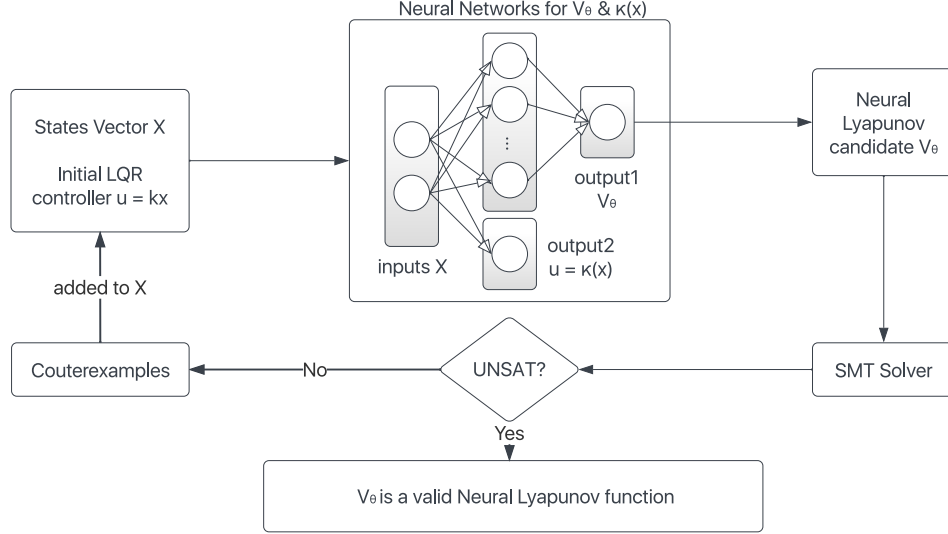 Neural Networks for Vθ & κ(x)
States Vector X
Initial LQR
controller u = kx
...
inputs X
output1
Vθ
output2
u = κ(x)
Neural
Lyapunov
candidate Vθ
added to X
Couterexamples
No
UNSAT?
SMT Solver
Yes
Vθ is a valid Neural Lyapunov function